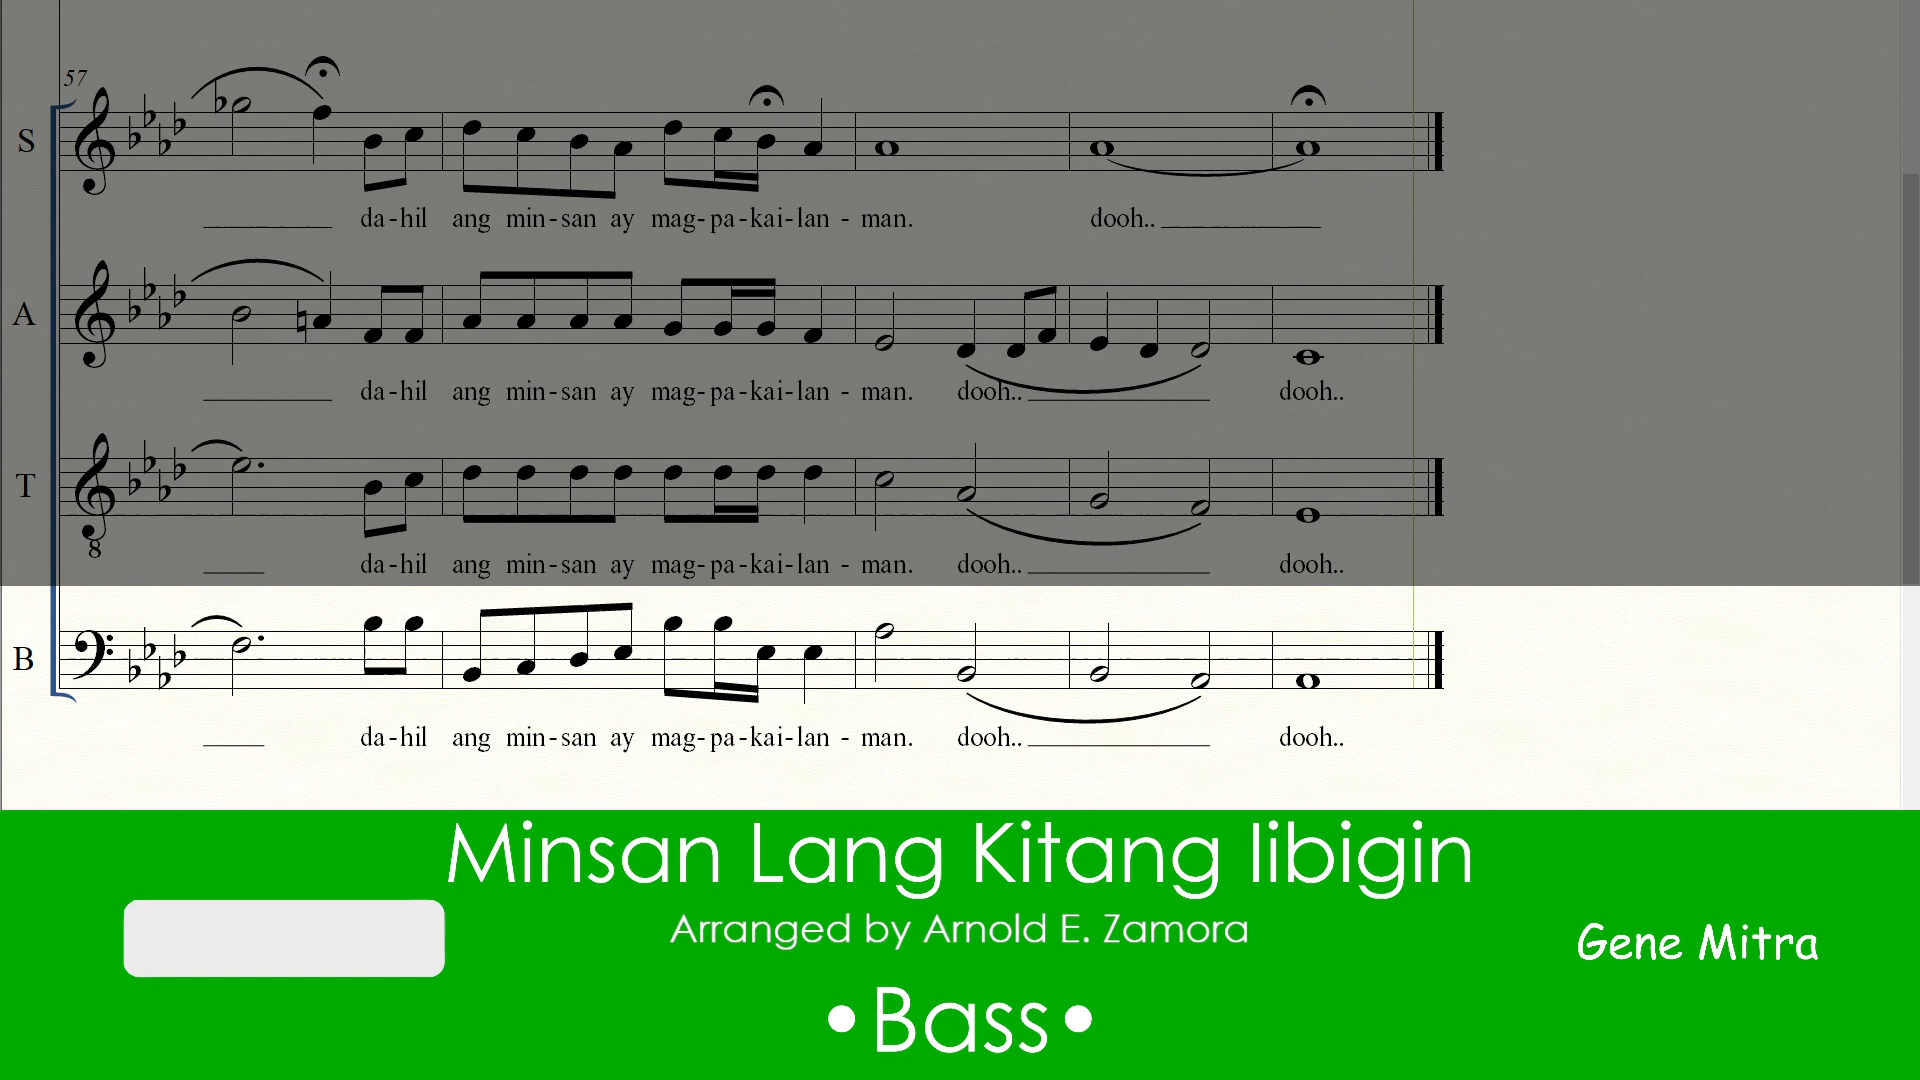 57
S
da-hil ang min-san ay mag-pa-kai-lan - man. dooh..
A
da-hil ang min-san ay mag-pa-kai-lan - man. dooh.. dooh..
T
8
da-hil ang min-san ay mag-pa-kai-lan - man. dooh.. dooh..
B
da-hil ang min-san ay mag-pa-kai-lan - man. dooh.. dooh..
Minsan Lang Kitang Iibigin
Arranged by Arnold E. Zamora
Gene Mitra
•Bass•